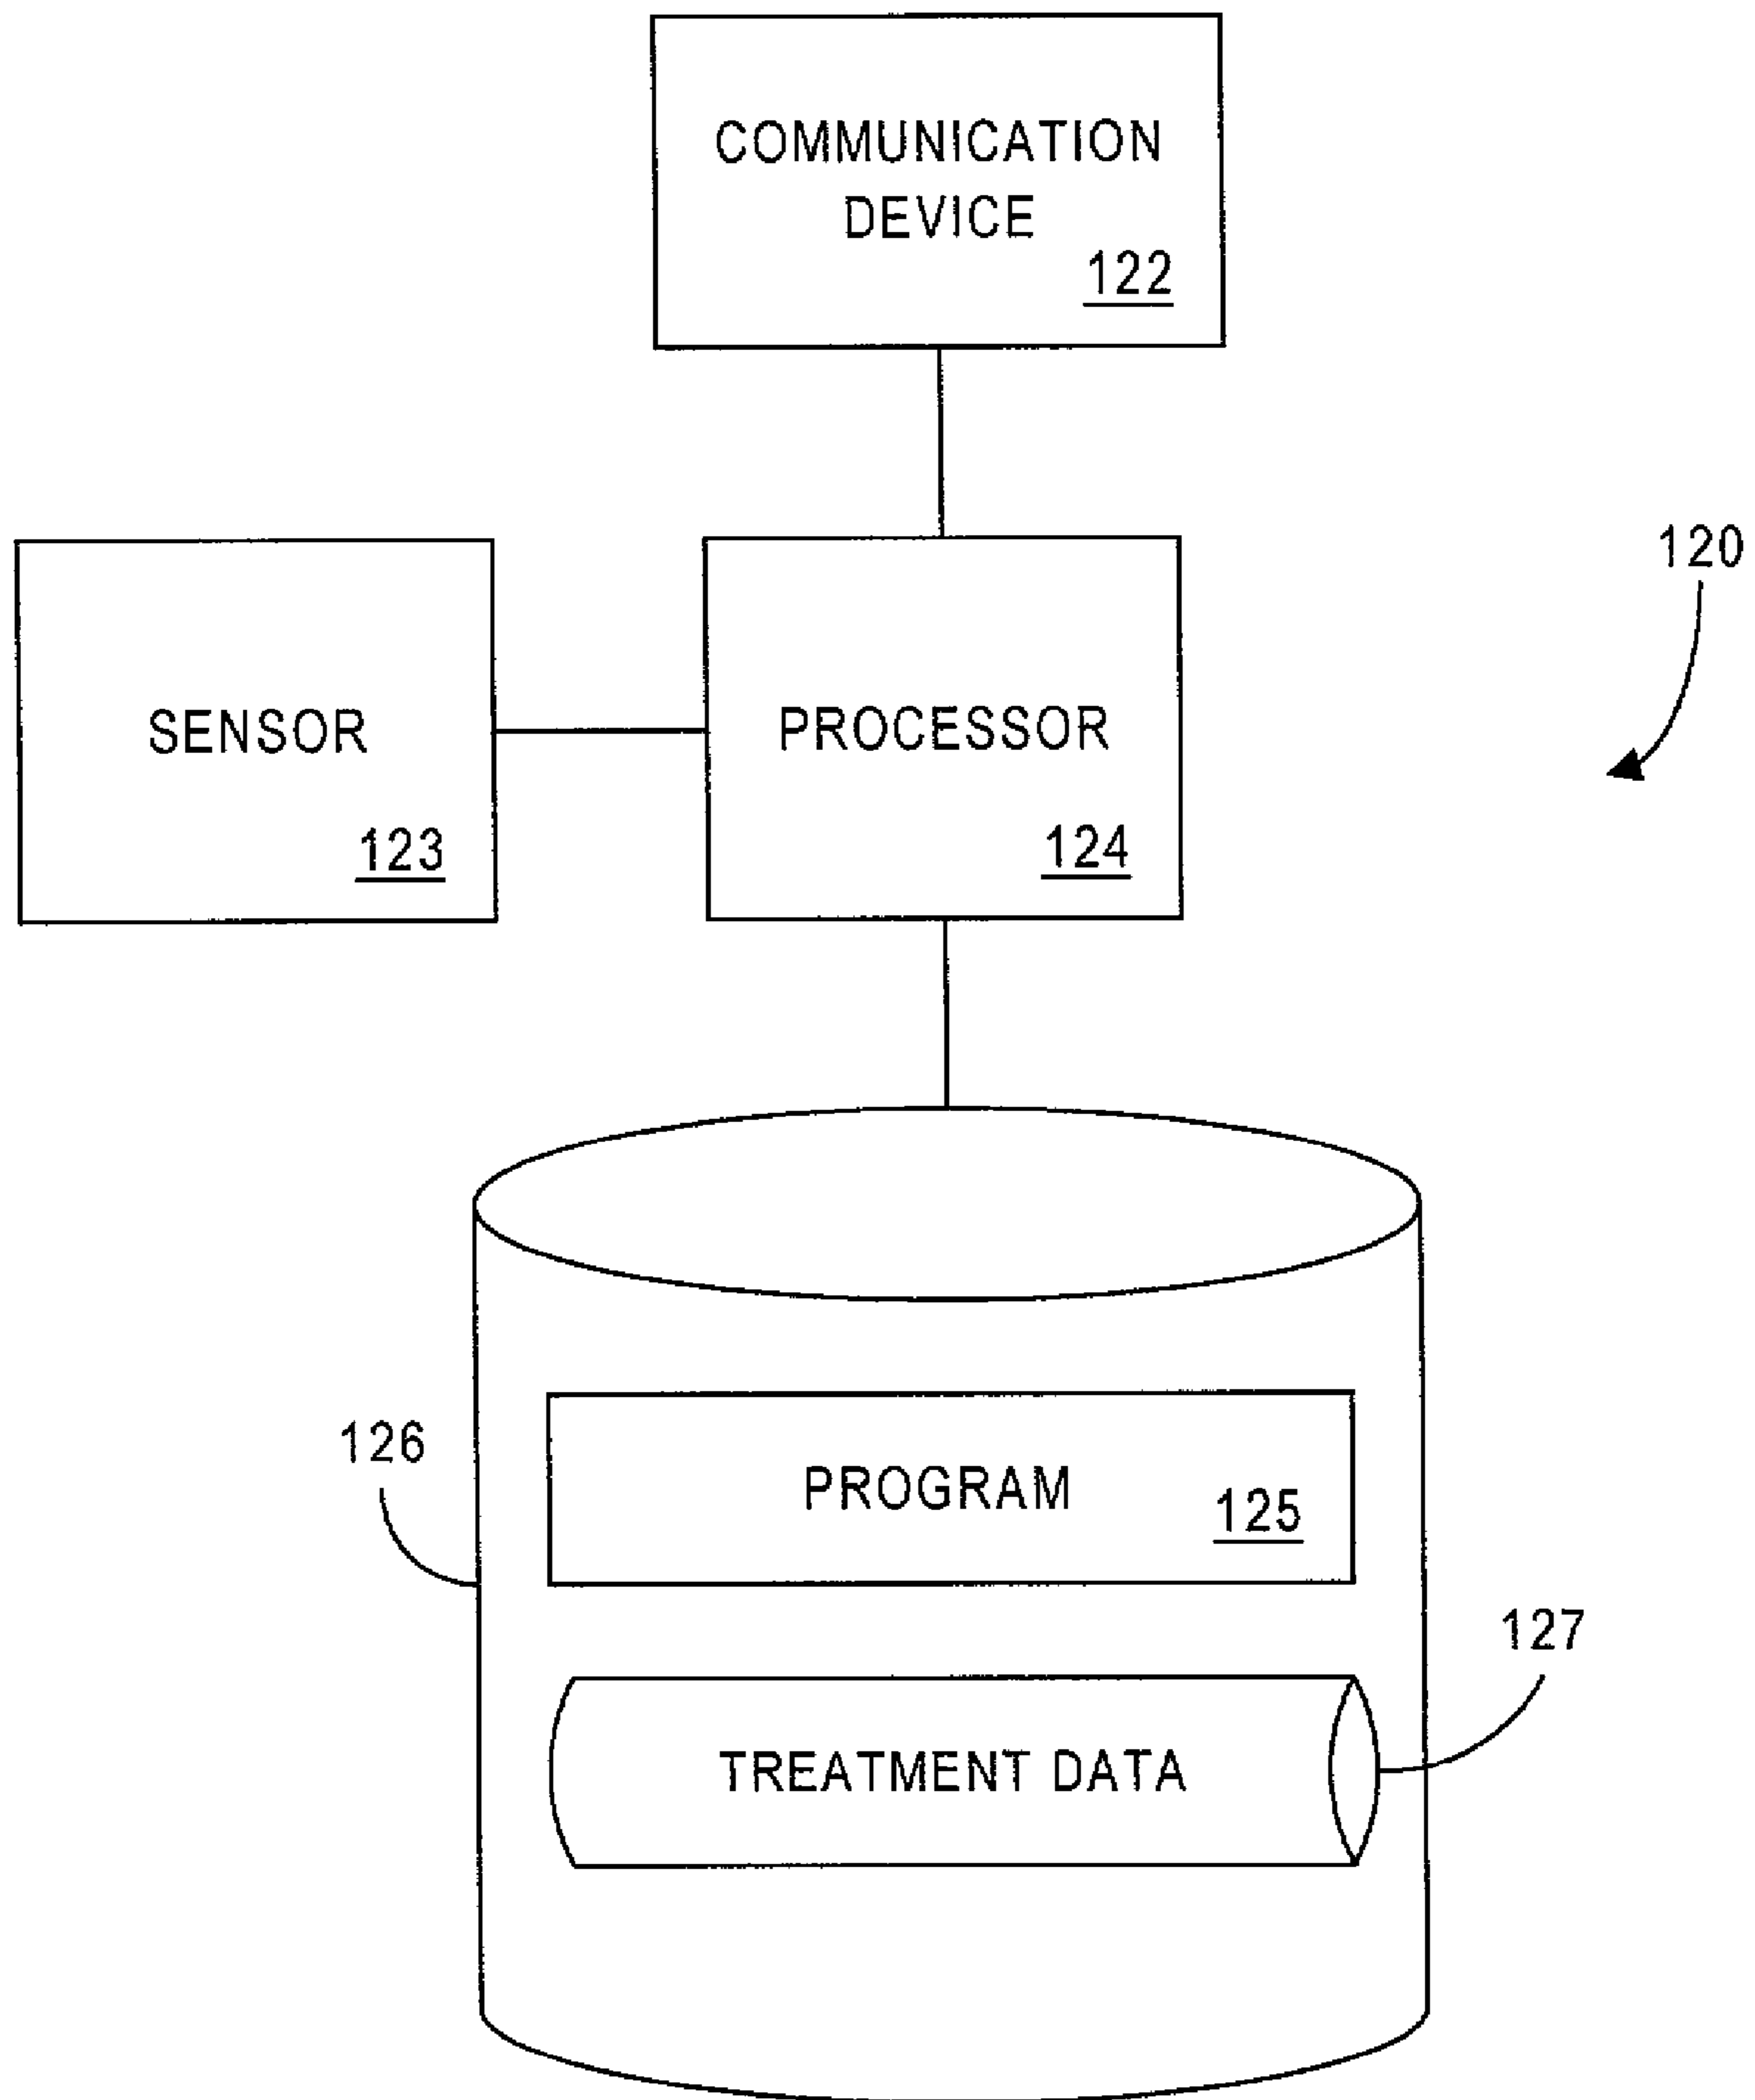 COMMUNICATION
DEVICE
122
120
SENSOR
123
PROCESSOR
124
126
PROGRAM
125
127
TREATMENT DATA